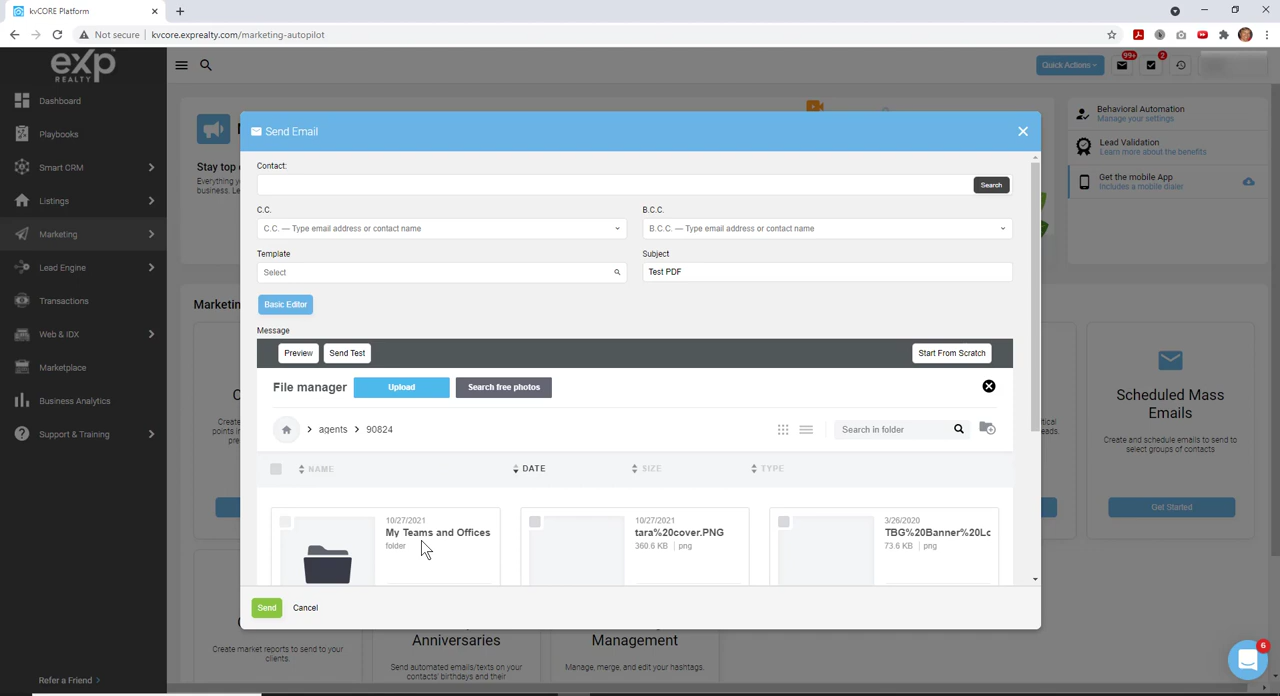 kvCORE Platform
Not secure | kvcore.exprealty.com/marketing-autopilot
eXp
REALTY
Quick Actions
99+
2
Dashboard
Playbooks
Smart CRM
Listings
Marketing
Lead Engine
Transactions
Web & IDX
Marketplace
Business Analytics
Support & Training
Refer a Friend
Stay top
Behavioral Automation
Manage your settings
Lead Validation
Learn more about the benefits
Get the mobile App
Includes a mobile dialer
Send Email
Contact:
Search
C.C.
C.C. — Type email address or contact name
B.C.C.
B.C.C. — Type email address or contact name
Template
Select
Subject
Test PDF
Basic Editor
Message
Preview
Send Test
Start From Scratch
File manager
Upload
Search free photos
agents > 90824
Search in folder
NAME
DATE
SIZE
TYPE
10/27/2021
My Teams and Offices
folder
10/27/2021
tara%20cover.PNG
360.6 KB | png
3/26/2020
TBG%20Banner%20Lc
73.6 KB | png
Send
Cancel
Scheduled Mass
Emails
Create and schedule emails to send to
select groups of contacts
Get Started
Create market reports to send to your
clients.
Anniversaries
Send automated emails/texts on your
contacts' birthdays and their
Management
Merge, manage, and edit your hashtags.
6